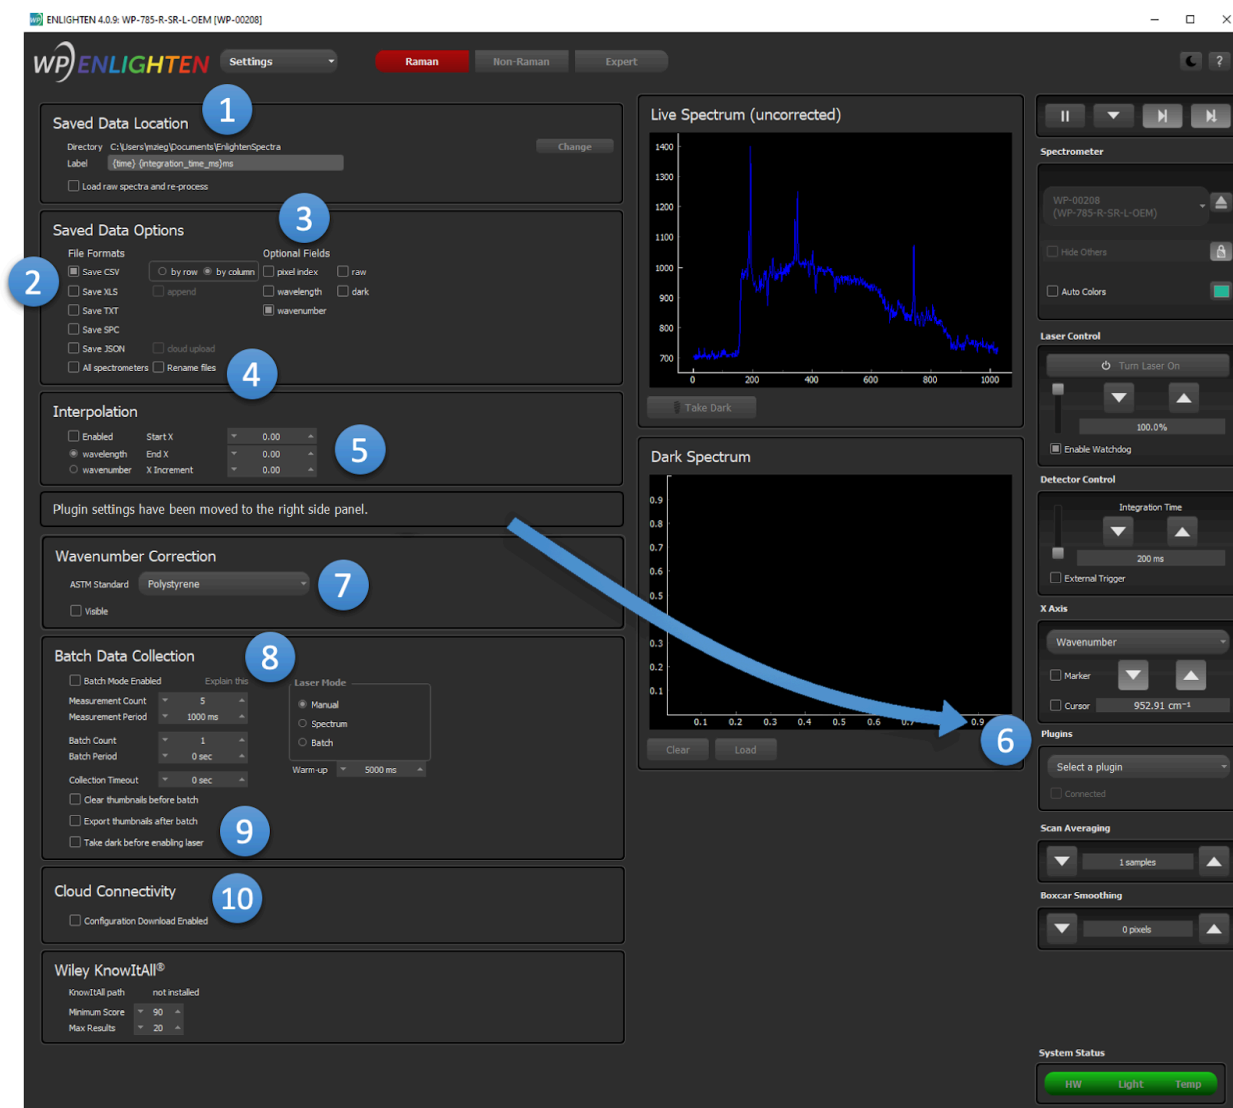 ENLIGHTEN 4.0.9: WP-785-R-SR-L-OEM [WP-00208]
WP ENLIGHTEN
Settings
Raman
Non-Raman
Expert
?
1
Saved Data Location
Directory C:\Users\mzieg\Documents\EnlightenSpectra
Change
Label {time} {integration_time_ms}ms
Load raw spectra and re-process
3
Saved Data Options
File Formats
Optional Fields
2
Save CSV
by row
by column
pixel index
raw
Save XLS
append
wavelength
dark
Save TXT
wavenumber
Save SPC
Save JSON
cloud upload
All spectrometers
Rename files
4
Interpolation
Enabled
Start X
0.00
wavelength
End X
0.00
wavenumber
X Increment
0.00
5
Plugin settings have been moved to the right side panel.
Wavenumber Correction
ASTM Standard
Polystyrene
7
Visible
Batch Data Collection
8
Batch Mode Enabled
Explain this
Measurement Count
5
Measurement Period
1000 ms
Batch Count
1
Batch Period
0 sec
Collection Timeout
0 sec
Laser Mode
Manual
Spectrum
Batch
Warm-up
5000 ms
Clear thumbnails before batch
Export thumbnails after batch
Take dark before enabling laser
9
Cloud Connectivity
10
Configuration Download Enabled
Wiley KnowItAll®
KnowItAll path
not installed
Minimum Score
90
Max Results
20
Live Spectrum (uncorrected)
1400
1300
1200
1100
1000
900
800
700
0
200
400
600
800
1000
Take Dark
Dark Spectrum
0.9
0.8
0.7
0.6
0.5
0.3
0.2
0.1
0.1
0.2
0.3
0.4
0.5
0.6
0.9
Clear
Load
6
Spectrometer
WP-00208
(WP-785-R-SR-L-OEM)
Hide Others
Auto Colors
Laser Control
Turn Laser On
100.0%
Enable Watchdog
Detector Control
Integration Time
200 ms
External Trigger
X Axis
Wavenumber
Marker
Cursor
952.91 cm⁻¹
Plugins
Select a plugin
Connected
Scan Averaging
1 samples
Boxcar Smoothing
0 pixels
System Status
HW
Light
Temp